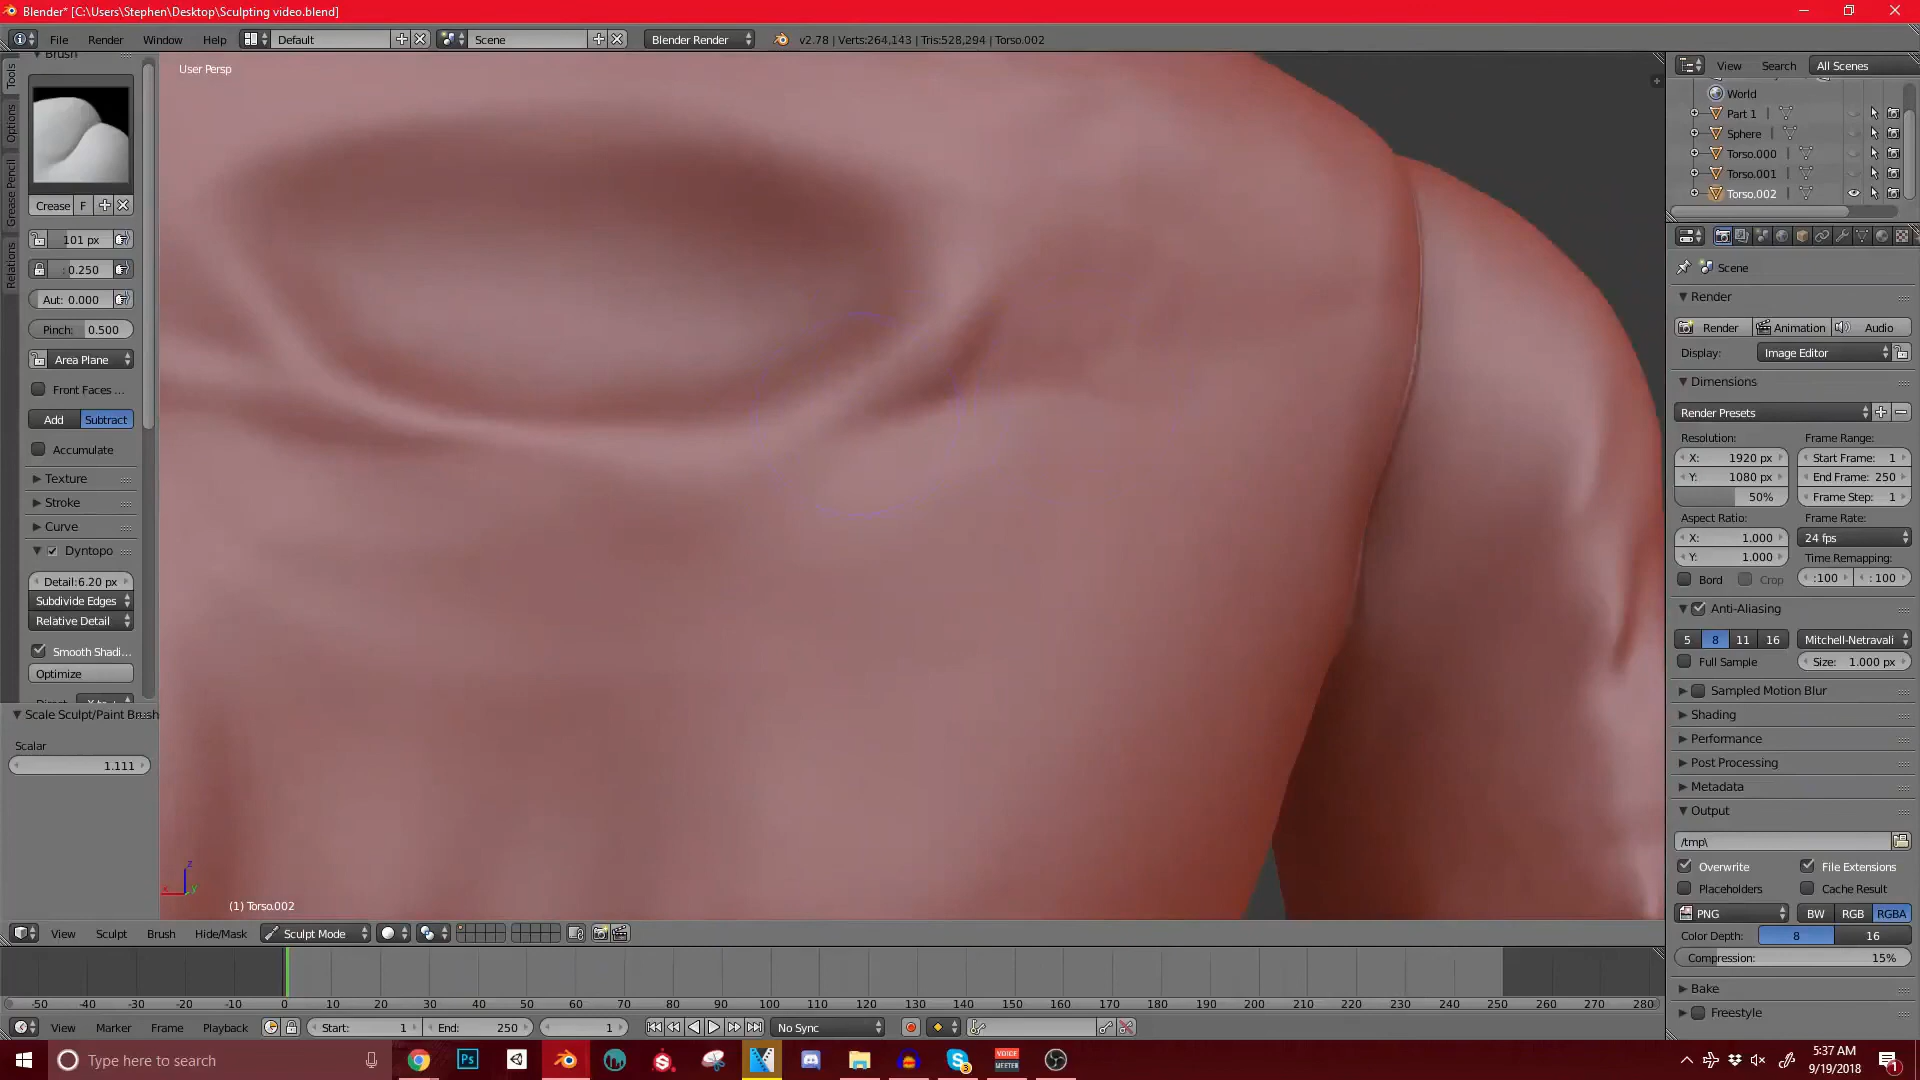 Blender* [C:\Users\Stephen\Desktop\Sculpting video.blend]
File Render Window Help Default Scene Blender Render v2.78 | Verts:264,143 | Tris:528,294 | Torso.002
Brush
User Persp
Tools
Options
Grease Pencil
Relations
Crease F
101 px
0.250
Aut: 0.000
Pinch: 0.500
Area Plane
Front Faces ...
Add Subtract
Accumulate
Texture
Stroke
Curve
Dyntopo
Detail:6.20 px
Subdivide Edges
Relative Detail
Smooth Shadi...
Optimize
Scale Sculpt/Paint Brush
Scalar
1.111
z
x
y
(1) Torso.002
View Search All Scenes
World
Part 1
Sphere
Torso.000
Torso.001
Torso.002
Scene
Render
Render Animation Audio
Display: Image Editor
Dimensions
Render Presets
Resolution: Frame Range:
X: 1920 px Start Frame: 1
Y: 1080 px End Frame: 250
50% Frame Step: 1
Aspect Ratio: Frame Rate:
X: 1.000 24 fps
Y: 1.000 Time Remapping:
Bord Crop :100 : 100
Anti-Aliasing
5 8 11 16 Mitchell-Netravali
Full Sample Size: 1.000 px
Sampled Motion Blur
Shading
Performance
Post Processing
Metadata
Output
/tmp\
Overwrite File Extensions
Placeholders Cache Result
PNG BW RGB RGBA
Color Depth: 8 16
Compression: 15%
Bake
Freestyle
View Sculpt Brush Hide/Mask Sculpt Mode
-50 -40 -30 -20 -10 0 10 20 30 40 50 60 70 80 90 100 110 120 130 140 150 160 170 180 190 200 210 220 230 240 250 260 270 280
View Marker Frame Playback Start: 1 End: 250 1 No Sync
Type here to search
Ps
VOICE
MEETER
3
5:37 AM
9/19/2018
1